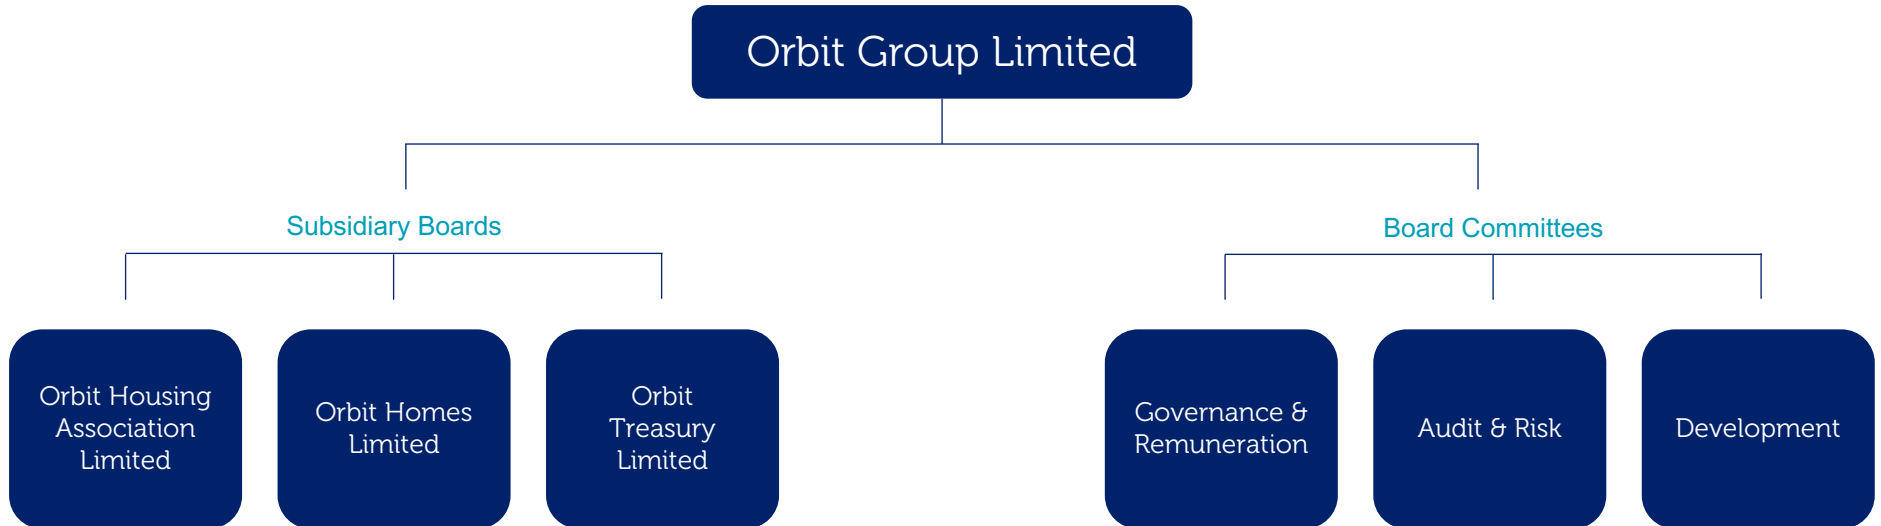 Orbit Group Limited
Subsidiary Boards
Board Committees
Orbit Housing
Association
Limited
Orbit Homes
Limited
Orbit
Treasury
Limited
Governance &
Remuneration
Audit & Risk
Development